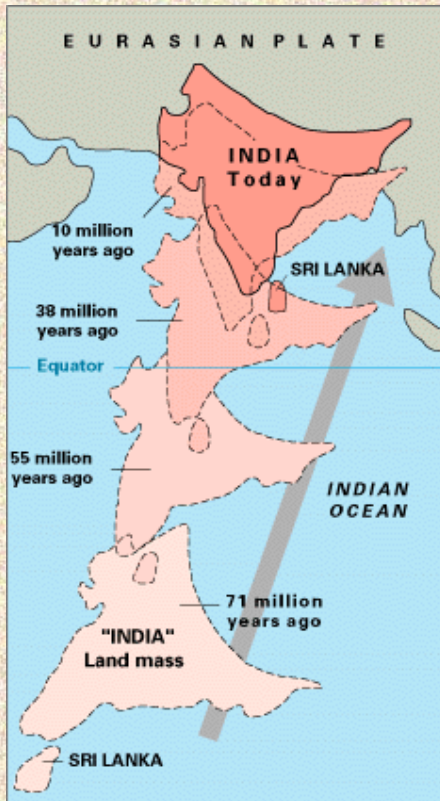 EURASIAN PLATE
INDIA
Today
10 million
years ago
SRI LANKA
38 million
years ago
Equator
55 million
years ago
INDIAN
OCEAN
71 million
years ago
"INDIA"
Land mass
SRI LANKA